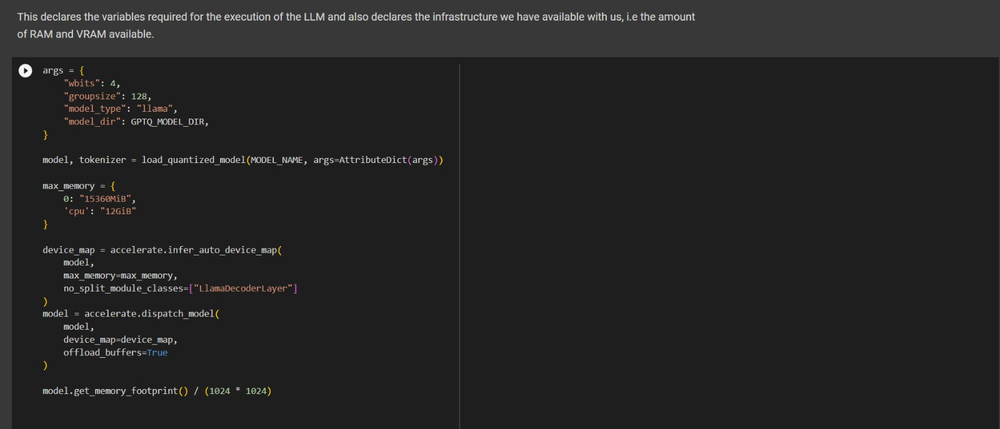 This declares the variables required for the execution of the LLM and also declares the infrastructure we have available with us, i.e the amount
of RAM and VRAM available.
args = {
    "wbits": 4,
    "groupsize": 128,
    "model_type": "llama",
    "model_dir": GPTQ_MODEL_DIR,
}
model, tokenizer = load_quantized_model(MODEL_NAME, args=AttributeDict(args))
max_memory = {
    0: "15360MiB",
    'cpu': "12GiB"
}
device_map = accelerate.infer_auto_device_map(
    model,
    max_memory=max_memory,
    no_split_module_classes=["LlamaDecoderLayer"]
)
model = accelerate.dispatch_model(
    model,
    device_map=device_map,
    offload_buffers=True
)
model.get_memory_footprint() / (1024 * 1024)